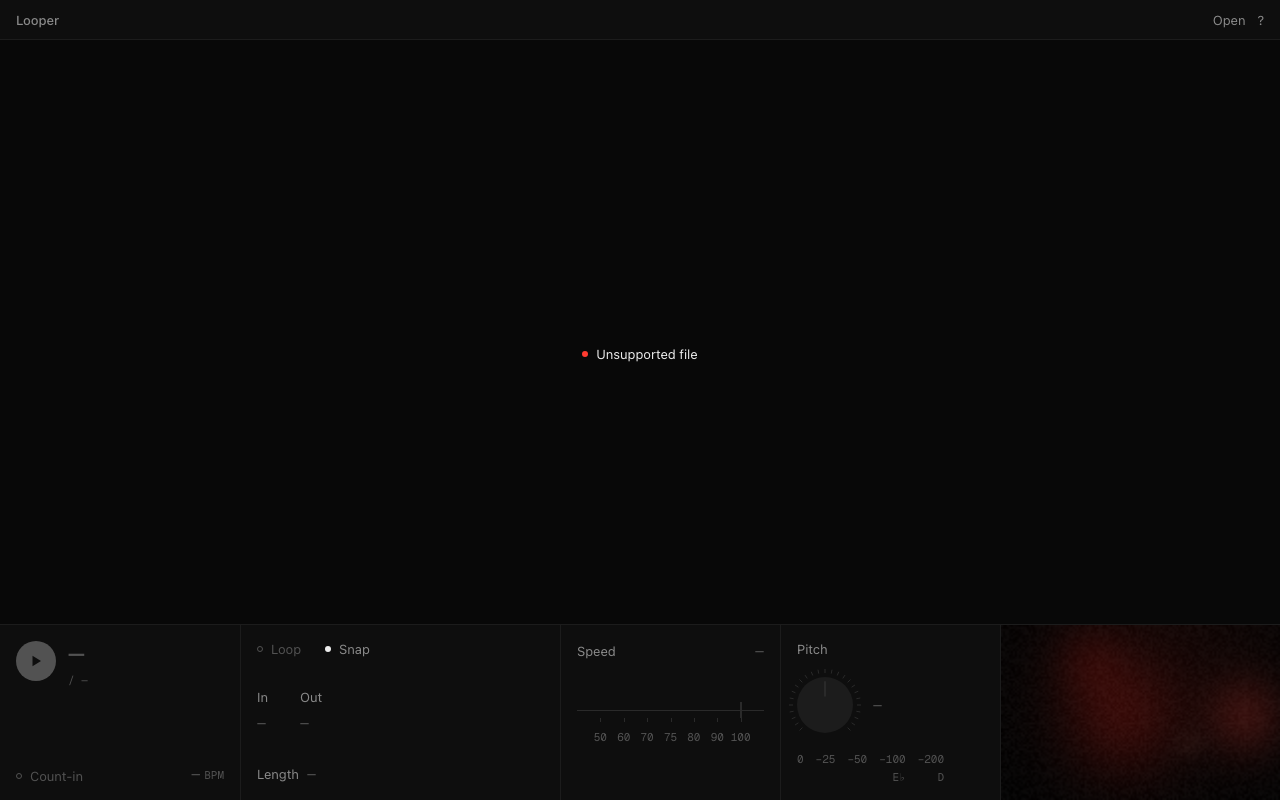 Looper
Open ?
Unsupported file
—
/ —
Count-in
— BPM
Loop Snap
In Out
— —
Length —
Speed —
50 60 70 75 80 90 100
Pitch
—
0 −25 −50 −100 −200
E♭ D